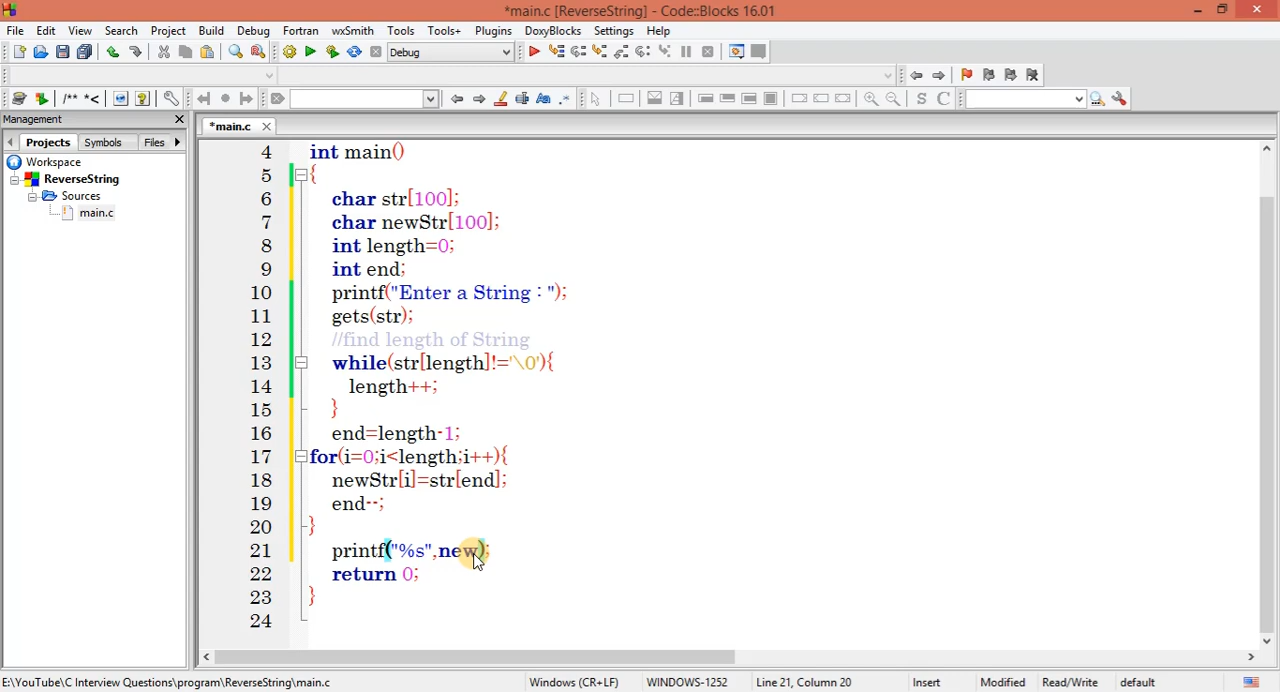 *main.c [ReverseString] - Code::Blocks 16.01
File Edit View Search Project Build Debug Fortran wxSmith Tools Tools+ Plugins DoxyBlocks Settings Help
Debug
/** *< S C
Management
Projects Symbols Files
*main.c
Workspace
ReverseString
Sources
main.c
4 int main()
5 {
6 char str[100];
7 char newStr[100];
8 int length=0;
9 int end;
10 printf("Enter a String : ");
11 gets(str);
12 //find length of String
13 while(str[length]!='\0'){
14 length++;
15 }
16 end=length-1;
17 for(i=0;i<length;i++){
18 newStr[i]=str[end];
19 end--;
20 }
21 printf("%s",new);
22 return 0;
23 }
24
E:\YouTube\C Interview Questions\program\ReverseString\main.c Windows (CR+LF) WINDOWS-1252 Line 21, Column 20 Insert Modified Read/Write default